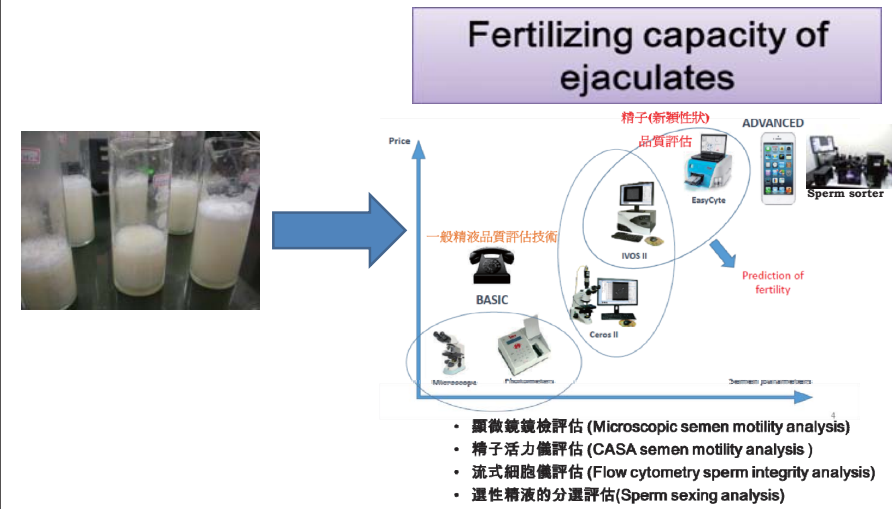 Fertilizing capacity of
ejaculates
精子(新穎性狀)
品質評估
ADVANCED
Price
EasyCyte
Sperm sorter
一般精液品質評估技術
IVOS II
Prediction of
fertility
BASIC
Ceros II
Microscope
Photometers
Semen parameters
4
• 顯微鏡鏡檢評估 (Microscopic semen motility analysis)
• 精子活力儀評估 (CASA semen motility analysis )
• 流式細胞儀評估 (Flow cytometry sperm integrity analysis)
• 選性精液的分選評估(Sperm sexing analysis)